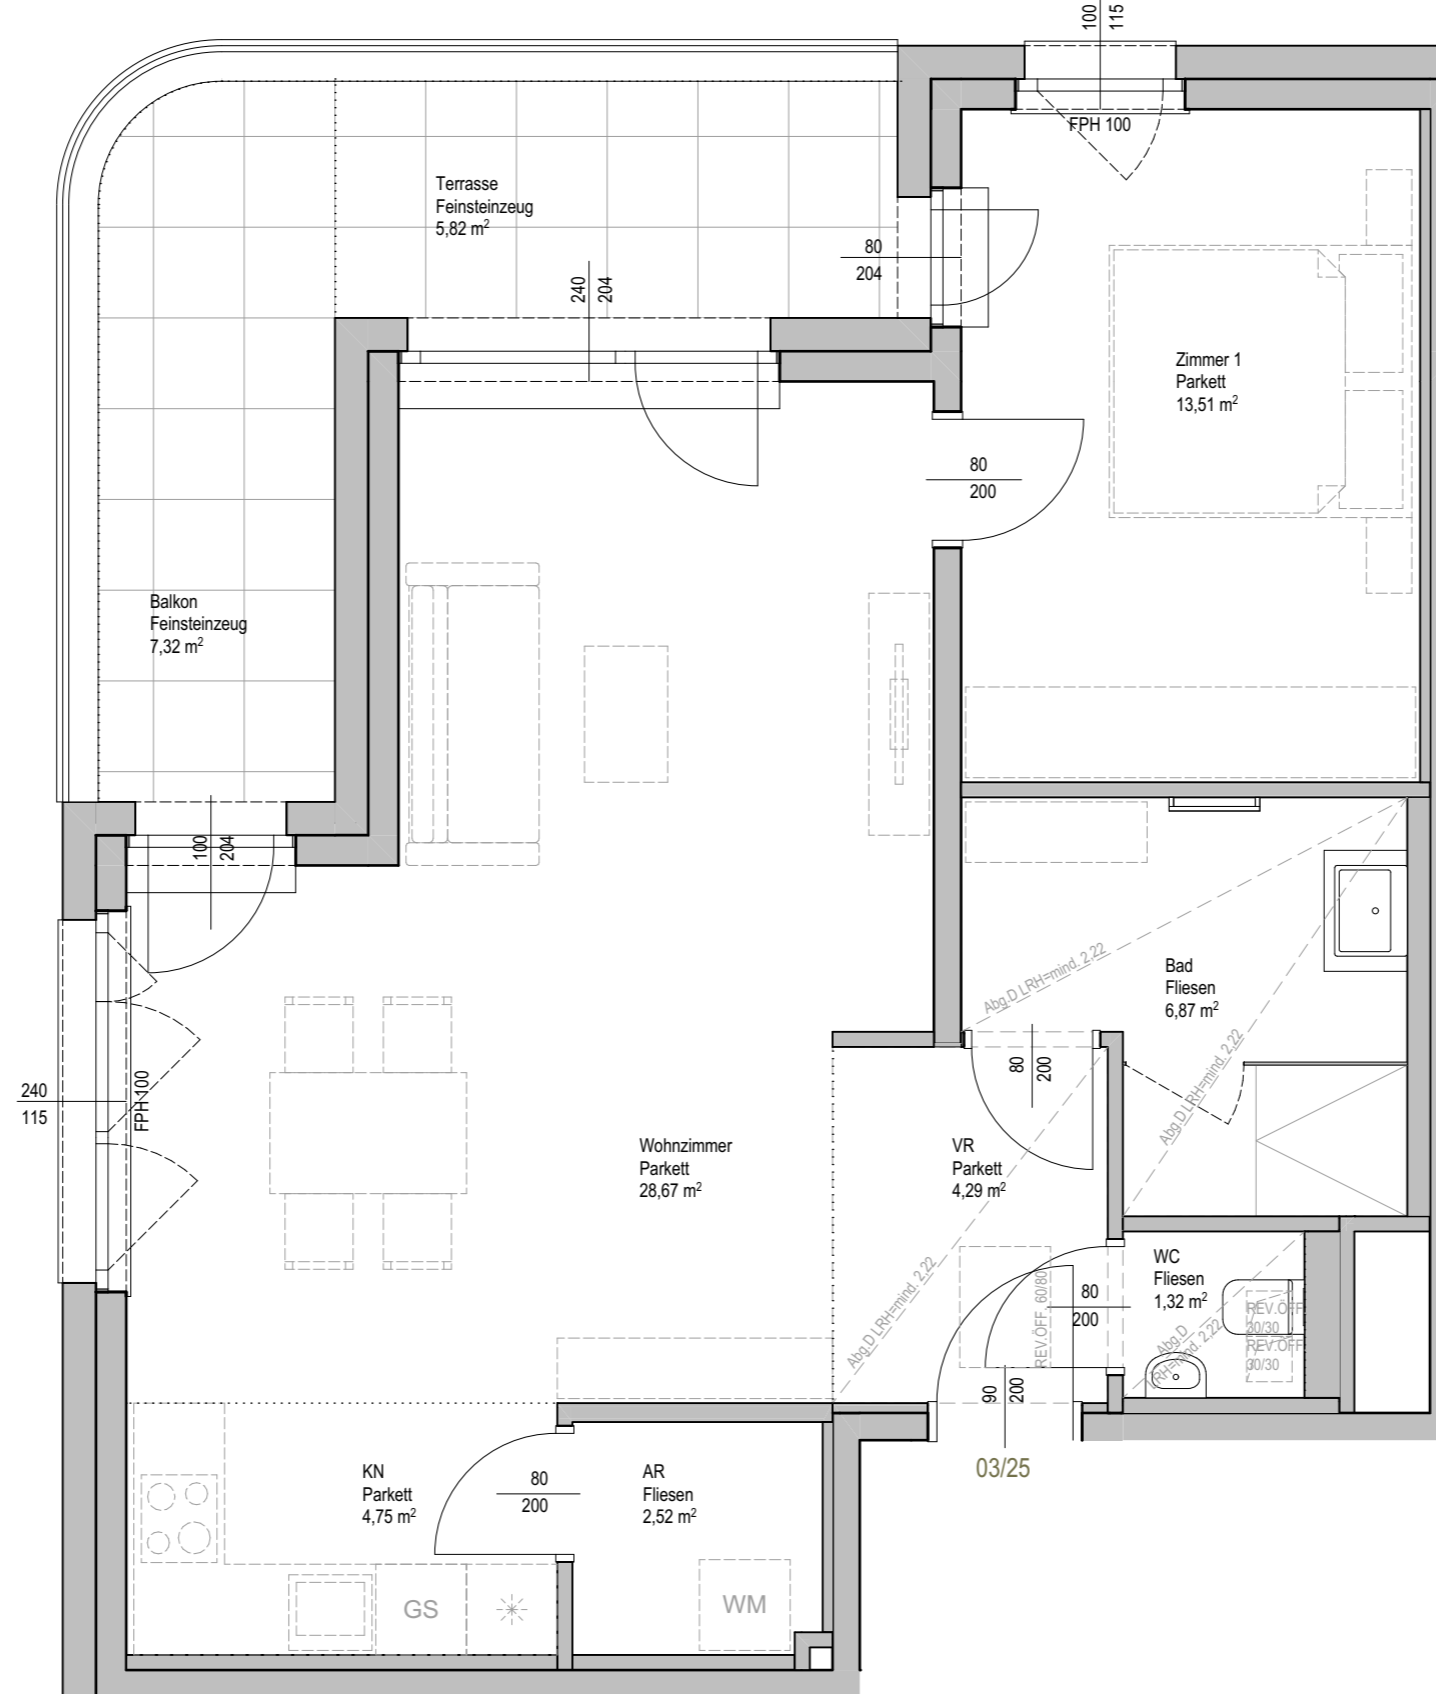 100
115
FPH 100
Terrasse
Feinsteinzeug
5,82 m²
80
204
240
204
Zimmer 1
Parkett
13,51 m²
80
200
Balkon
Feinsteinzeug
7,32 m²
100
204
Abg.D LRH=mind. 2,22
Bad
Fliesen
6,87 m²
Abg.D LRH=mind. 2,22
80
200
240
115
FPH 100
Wohnzimmer
Parkett
28,67 m²
VR
Parkett
4,29 m²
Abg.D LRH=mind. 2,22
REV.ÖFF. 60/80
80
200
WC
Fliesen
1,32 m²
REV.ÖFF
30/30
REV.ÖFF
30/30
Abg.D
LRH=mind. 2,22
90
200
03/25
KN
Parkett
4,75 m²
80
200
AR
Fliesen
2,52 m²
GS
WM